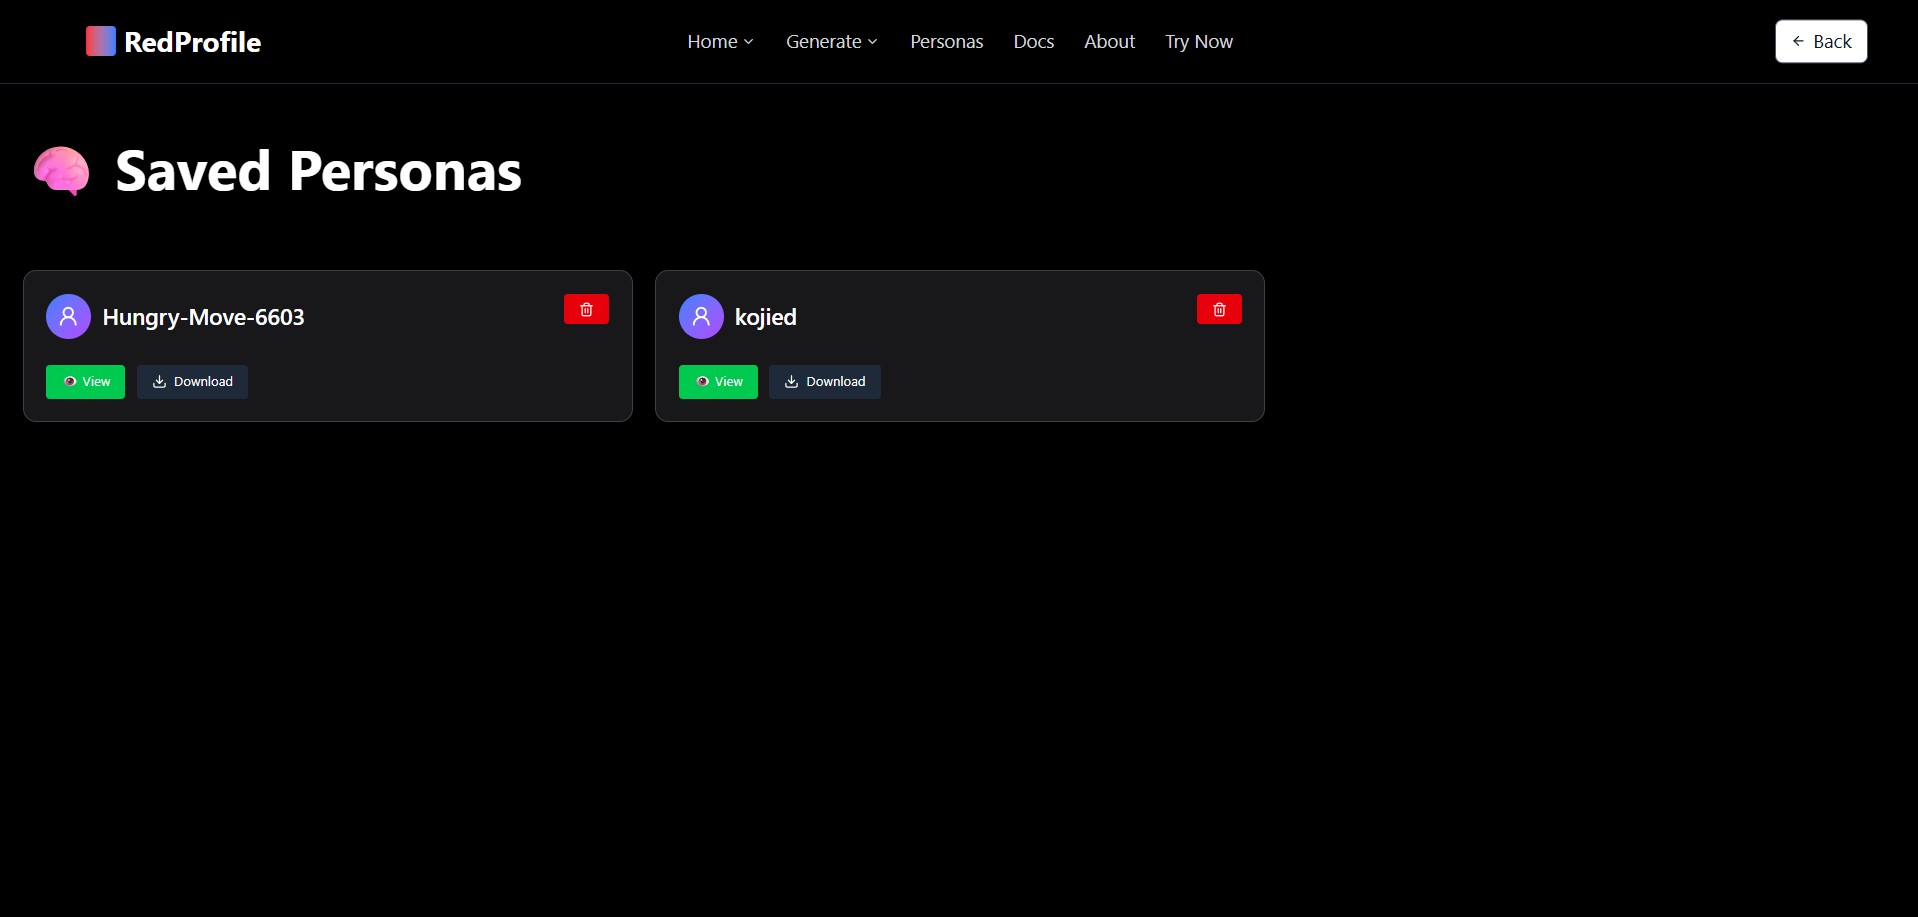 RedProfile
Home Generate Personas Docs About Try Now
Back
Saved Personas
Hungry-Move-6603
View Download
kojied
View Download